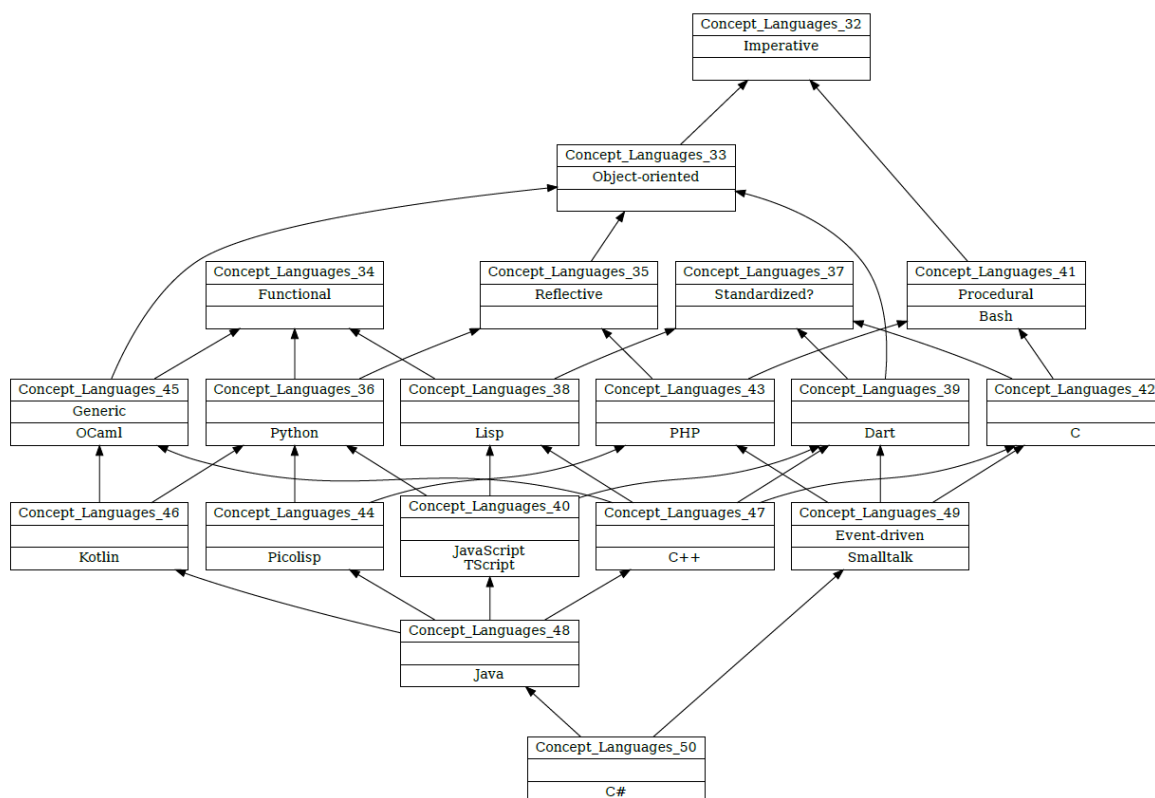 Concept_Languages_32
Imperative
Concept_Languages_33
Object-oriented
Concept_Languages_34
Functional
Concept_Languages_35
Reflective
Concept_Languages_37
Standardized?
Concept_Languages_41
Procedural
Bash
Concept_Languages_45
Generic
OCaml
Concept_Languages_36
Python
Concept_Languages_38
Lisp
Concept_Languages_43
PHP
Concept_Languages_39
Dart
Concept_Languages_42
C
Concept_Languages_46
Kotlin
Concept_Languages_44
Picolisp
Concept_Languages_40
JavaScript
TScript
Concept_Languages_47
C++
Concept_Languages_49
Event-driven
Smalltalk
Concept_Languages_48
Java
Concept_Languages_50
C#